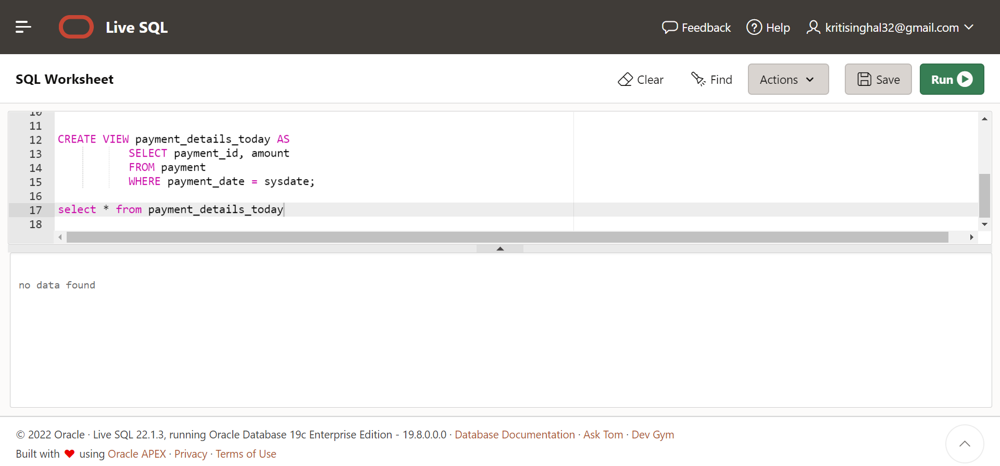 Live SQL
Feedback
Help
kritisinghal32@gmail.com
SQL Worksheet
Clear
Find
Actions
Save
Run
10
11
12 CREATE VIEW payment_details_today AS
13 SELECT payment_id, amount
14 FROM payment
15 WHERE payment_date = sysdate;
16
17 select * from payment_details_today
18
no data found
© 2022 Oracle · Live SQL 22.1.3, running Oracle Database 19c Enterprise Edition - 19.8.0.0.0 · Database Documentation · Ask Tom · Dev Gym
Built with ❤ using Oracle APEX · Privacy · Terms of Use